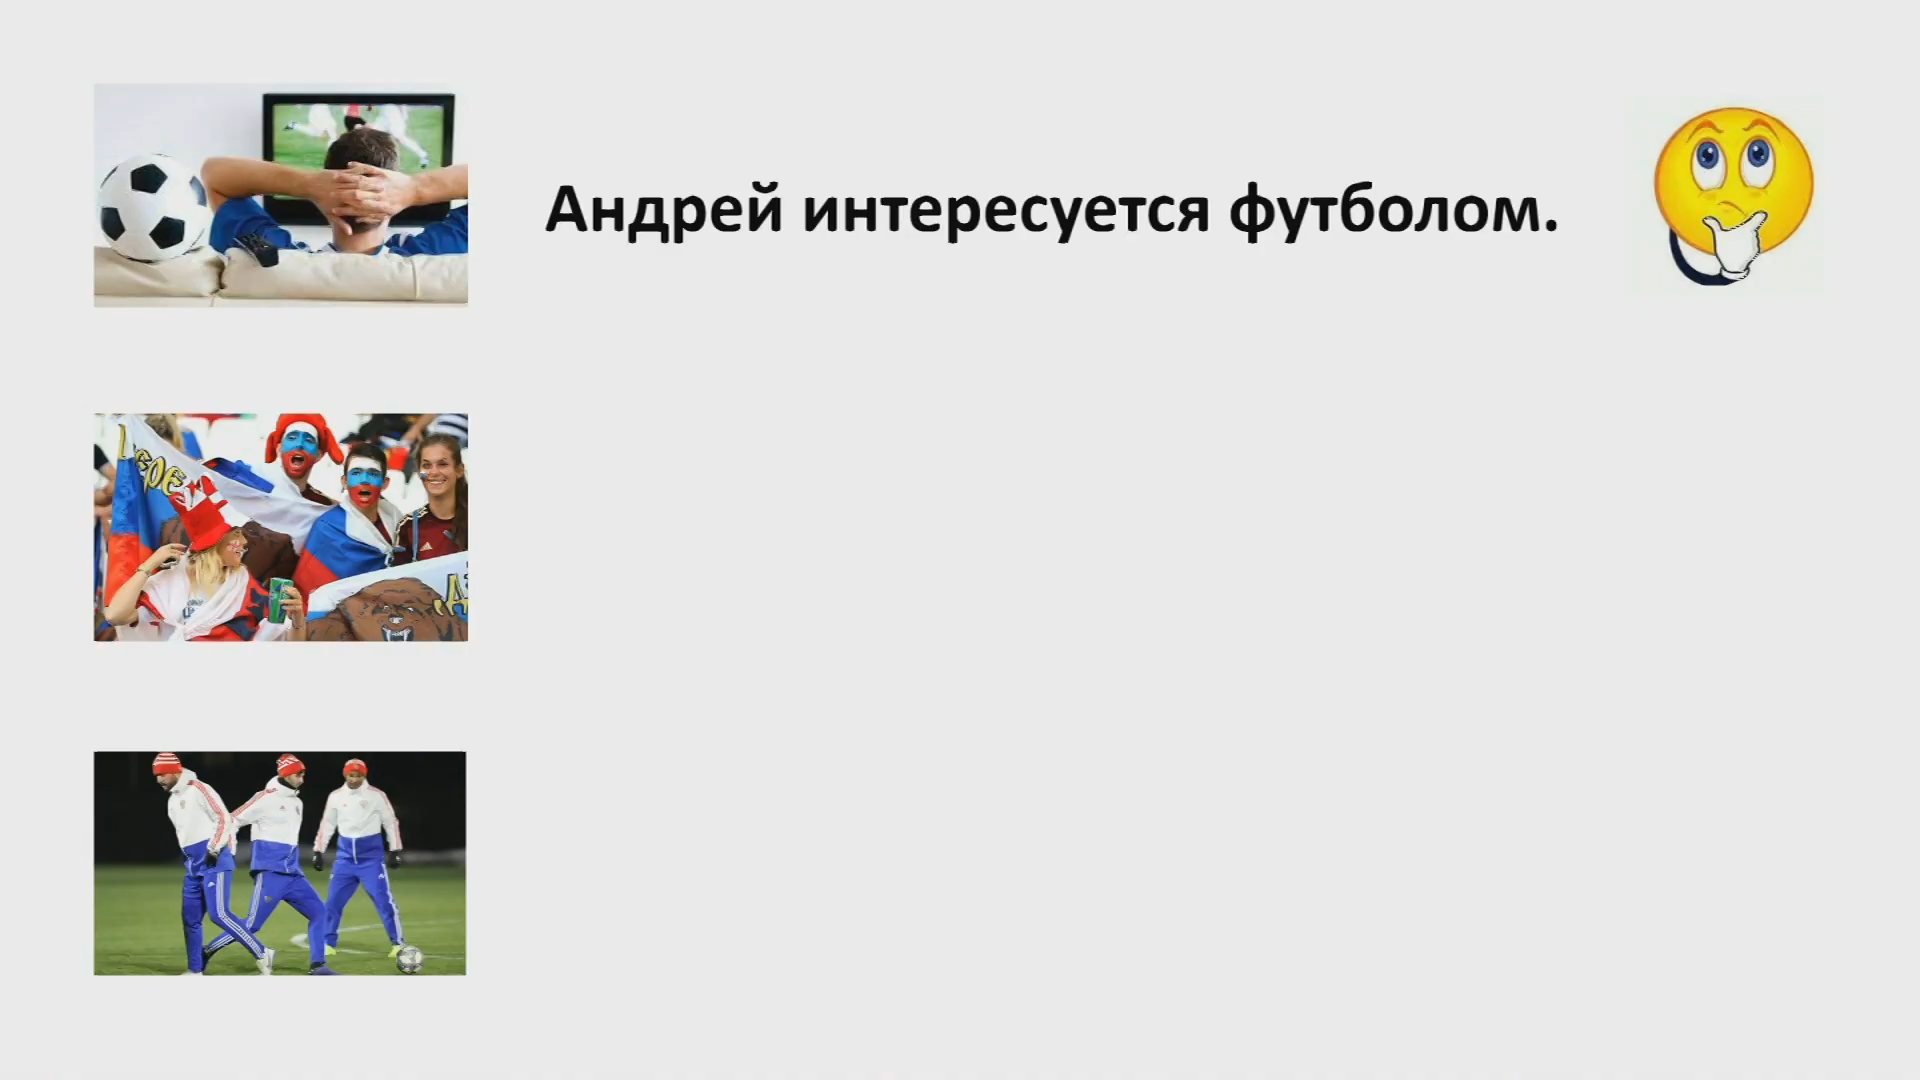 Андрей интересуется футболом.